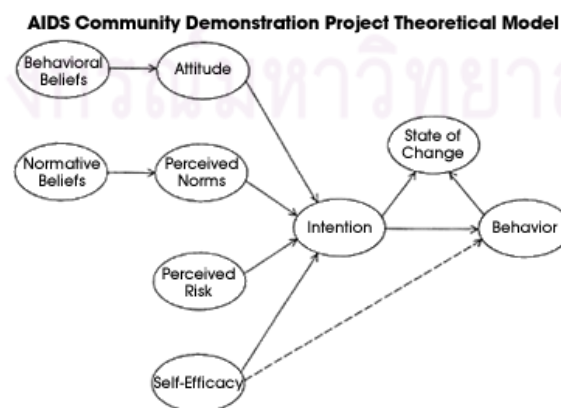 AIDS Community Demonstration Project Theoretical Model
Behavioral
Beliefs
Attitude
State of
Change
Normative
Beliefs
Perceived
Norms
Intention
Behavior
Perceived
Risk
Self-Efficacy